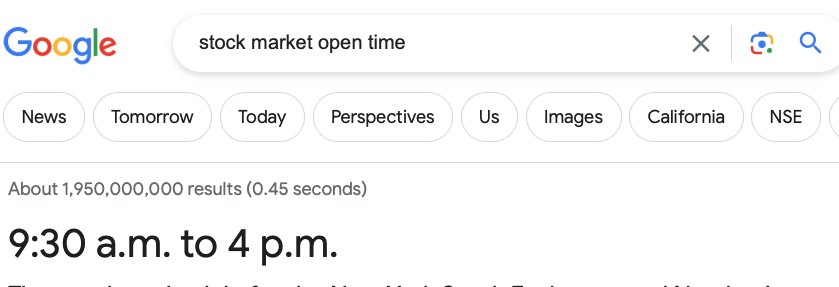 Google
stock market open time
News Tomorrow Today Perspectives Us Images California NSE
About 1,950,000,000 results (0.45 seconds)
9:30 a.m. to 4 p.m.